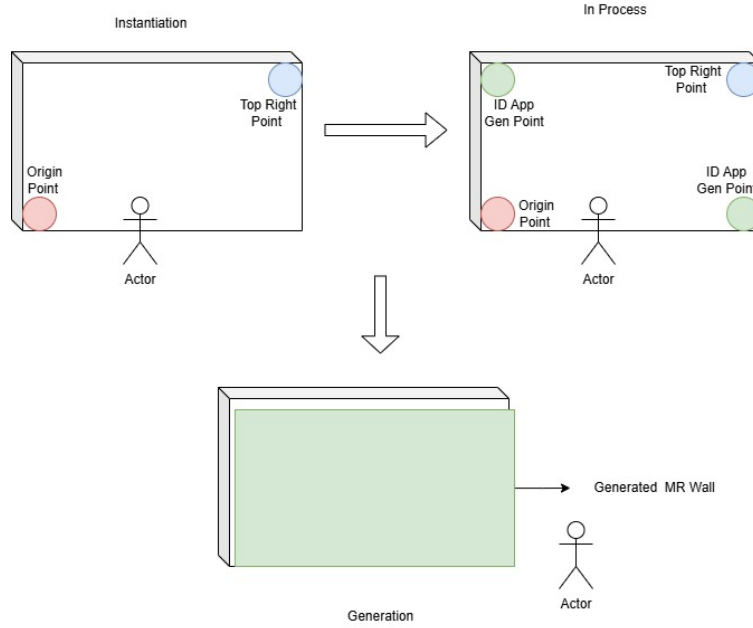 Instantiation
In Process
Top Right
Point
Origin
Point
Actor
ID App
Gen Point
Top Right
Point
Origin
Point
ID App
Gen Point
Actor
Generated  MR Wall
Actor
Generation